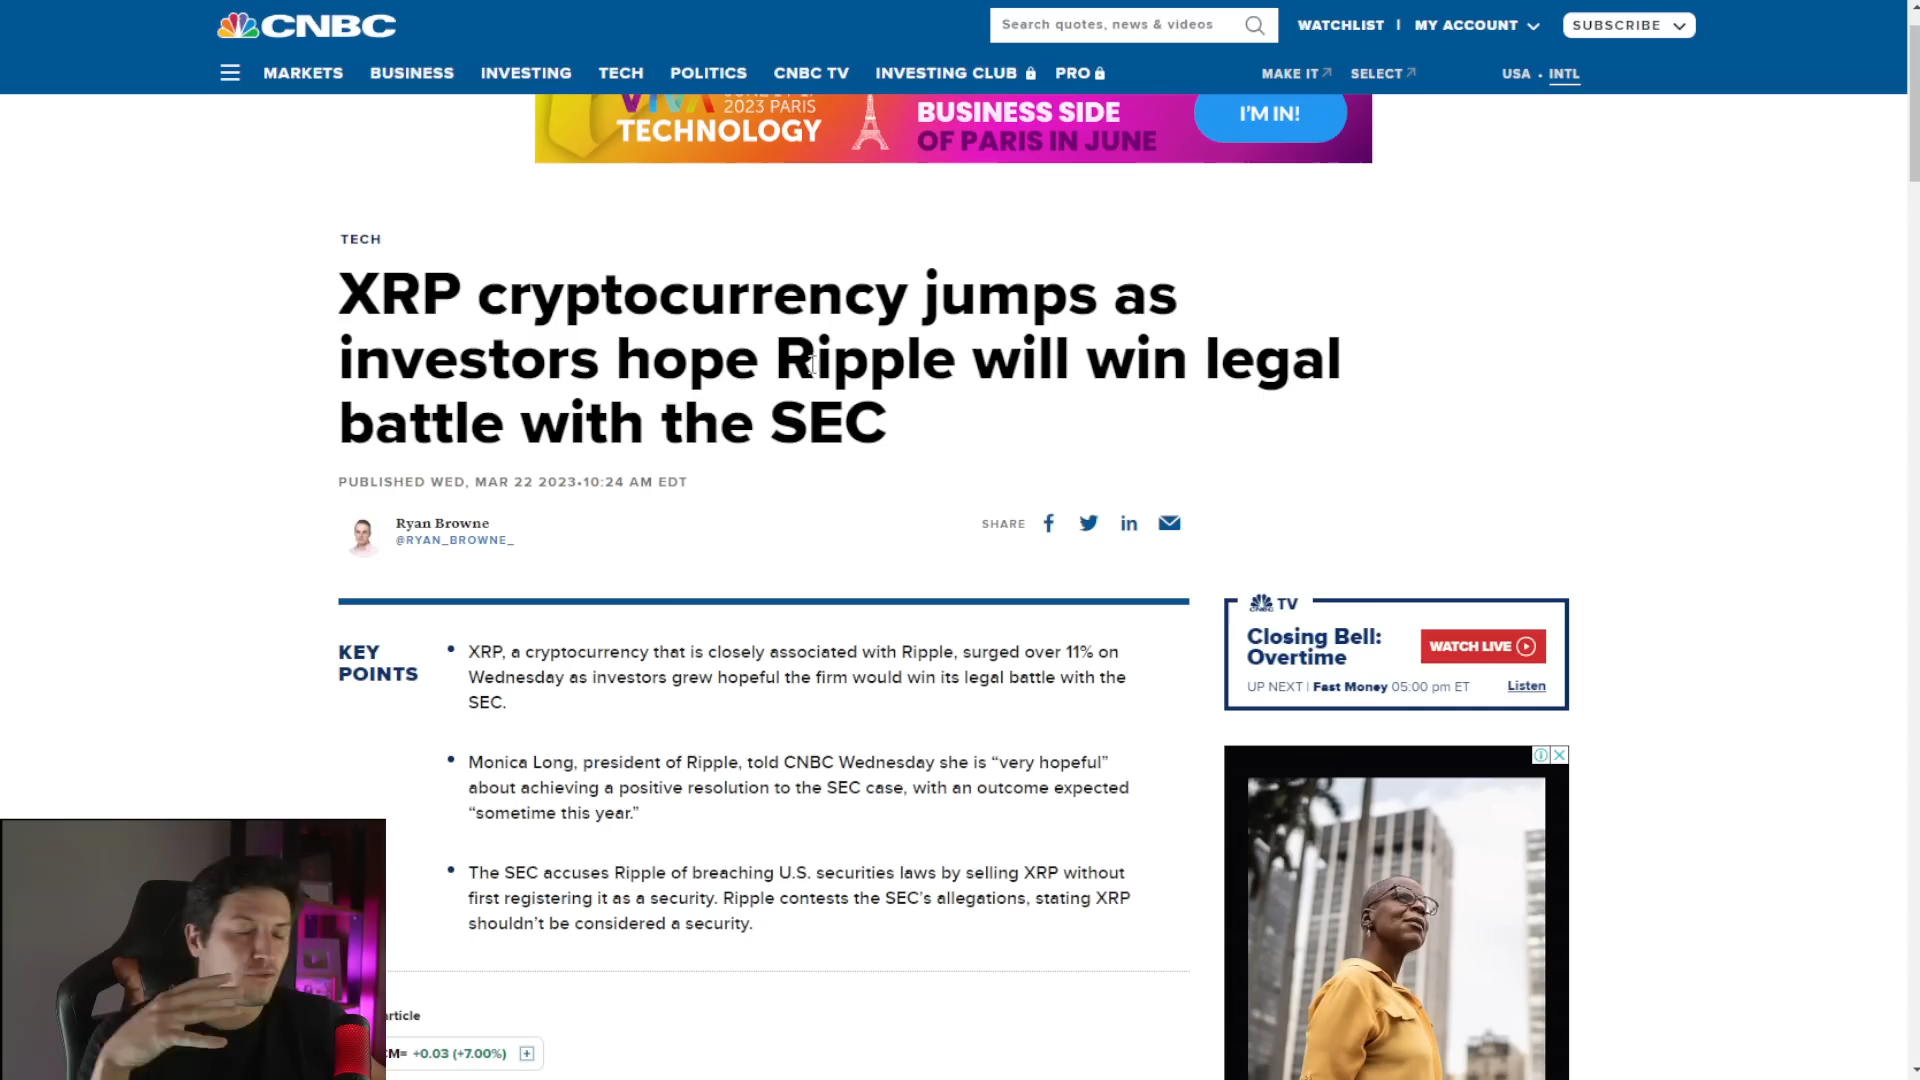 CNBC
Search quotes, news & videos
WATCHLIST | MY ACCOUNT
SUBSCRIBE
MARKETS BUSINESS INVESTING TECH POLITICS CNBC TV INVESTING CLUB PRO
MAKE IT SELECT
USA • INTL
2023 PARIS
TECHNOLOGY
BUSINESS SIDE
OF PARIS IN JUNE
I'M IN!
TECH
XRP cryptocurrency jumps as
investors hope Ripple will win legal
battle with the SEC
PUBLISHED WED, MAR 22 2023•10:24 AM EDT
Ryan Browne
@RYAN_BROWNE_
SHARE
KEY
POINTS
XRP, a cryptocurrency that is closely associated with Ripple, surged over 11% on
Wednesday as investors grew hopeful the firm would win its legal battle with the
SEC.
Monica Long, president of Ripple, told CNBC Wednesday she is “very hopeful”
about achieving a positive resolution to the SEC case, with an outcome expected
“sometime this year.”
The SEC accuses Ripple of breaching U.S. securities laws by selling XRP without
first registering it as a security. Ripple contests the SEC’s allegations, stating XRP
shouldn’t be considered a security.
TV
Closing Bell:
Overtime
WATCH LIVE
UP NEXT | Fast Money 05:00 pm ET
Listen
article
CM= +0.03 (+7.00%)